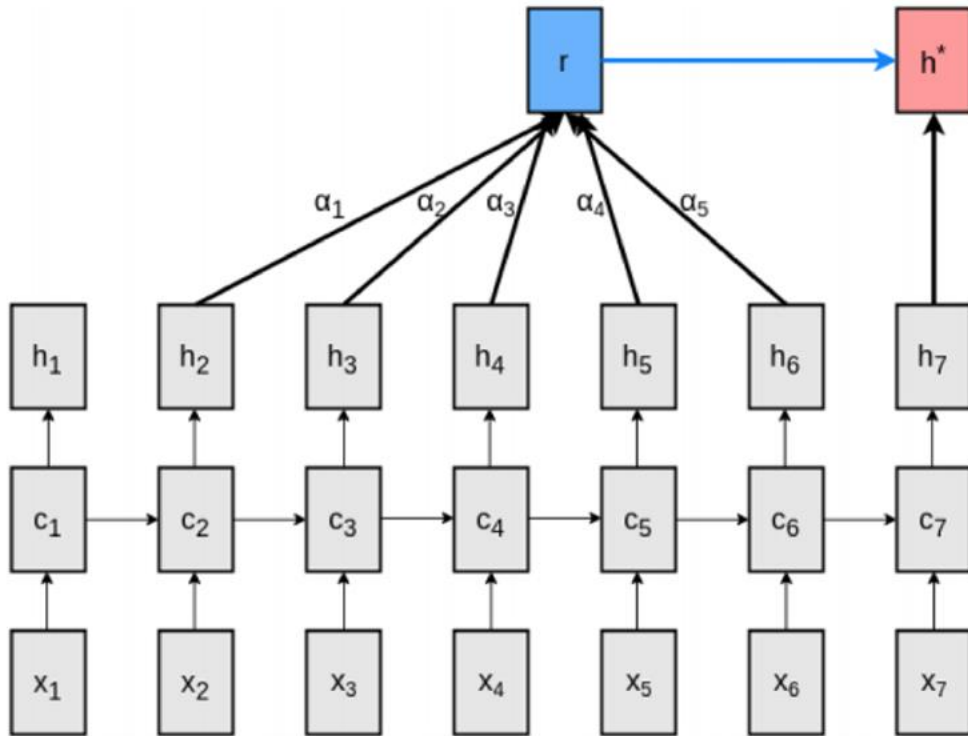 r h*
α1 α2 α3 α4 α5
h1 h2 h3 h4 h5 h6 h7
c1 c2 c3 c4 c5 c6 c7
x1 x2 x3 x4 x5 x6 x7